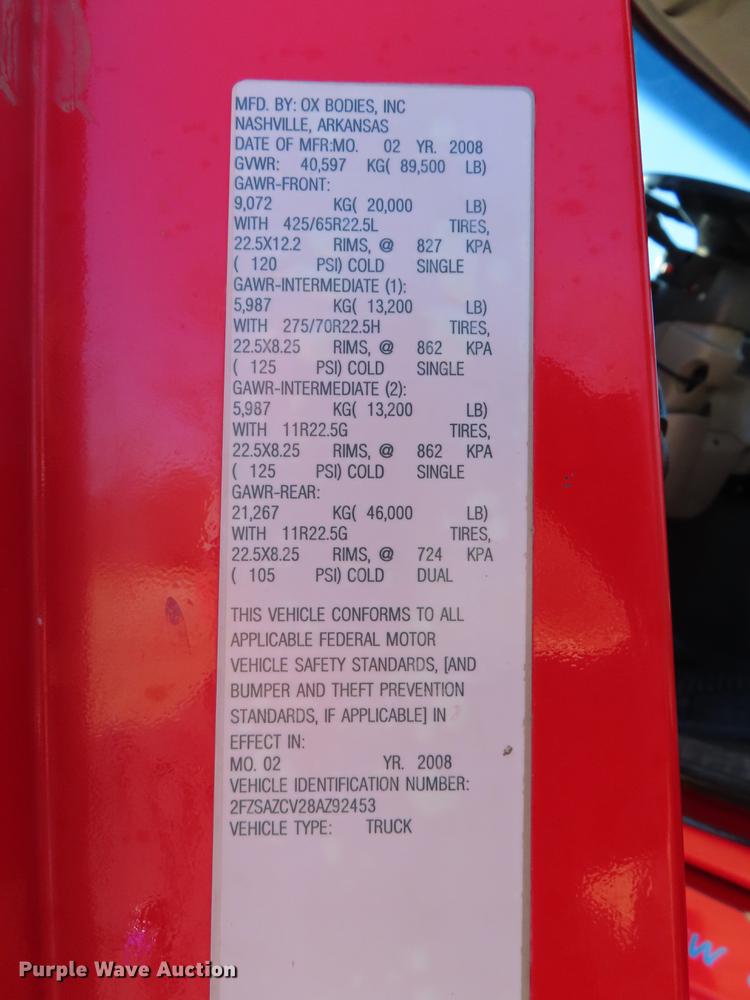 MFD. BY: OX BODIES, INC
NASHVILLE, ARKANSAS
DATE OF MFR:MO. 02 YR. 2008
GVWR: 40,597 KG( 89,500 LB)
GAWR-FRONT:
9,072 KG( 20,000 LB)
WITH 425/65R22.5L TIRES,
22.5X12.2 RIMS, @ 827 KPA
( 120 PSI) COLD SINGLE
GAWR-INTERMEDIATE (1):
5,987 KG( 13,200 LB)
WITH 275/70R22.5H TIRES,
22.5X8.25 RIMS, @ 862 KPA
( 125 PSI) COLD SINGLE
GAWR-INTERMEDIATE (2):
5,987 KG( 13,200 LB)
WITH 11R22.5G TIRES,
22.5X8.25 RIMS, @ 862 KPA
( 125 PSI) COLD SINGLE
GAWR-REAR:
21,267 KG( 46,000 LB)
WITH 11R22.5G TIRES,
22.5X8.25 RIMS, @ 724 KPA
( 105 PSI) COLD DUAL
THIS VEHICLE CONFORMS TO ALL
APPLICABLE FEDERAL MOTOR
VEHICLE SAFETY STANDARDS, [AND
BUMPER AND THEFT PREVENTION
STANDARDS, IF APPLICABLE] IN
EFFECT IN:
MO. 02 YR. 2008
VEHICLE IDENTIFICATION NUMBER:
2FZSAZCV28AZ92453
VEHICLE TYPE: TRUCK
Purple Wave Auction